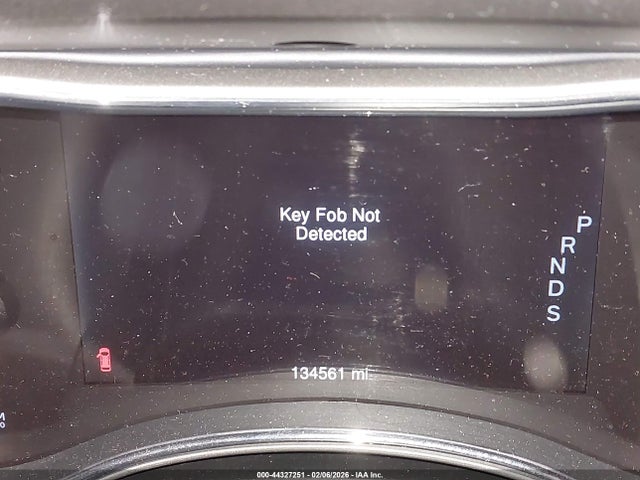 Key Fob Not
Detected
P
R
N
D
S
134561 mi
000-44327251 - 02/06/2026 - IAA Inc.